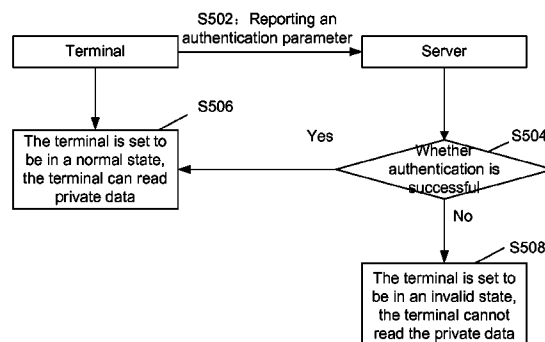 S502：Reporting an
authentication parameter
Terminal
Server
S506
The terminal is set to
be in a normal state,
the terminal can read
private data
Yes
S504
Whether
authentication is
successful
No
S508
The terminal is set to
be in an invalid state,
the terminal cannot
read the private data